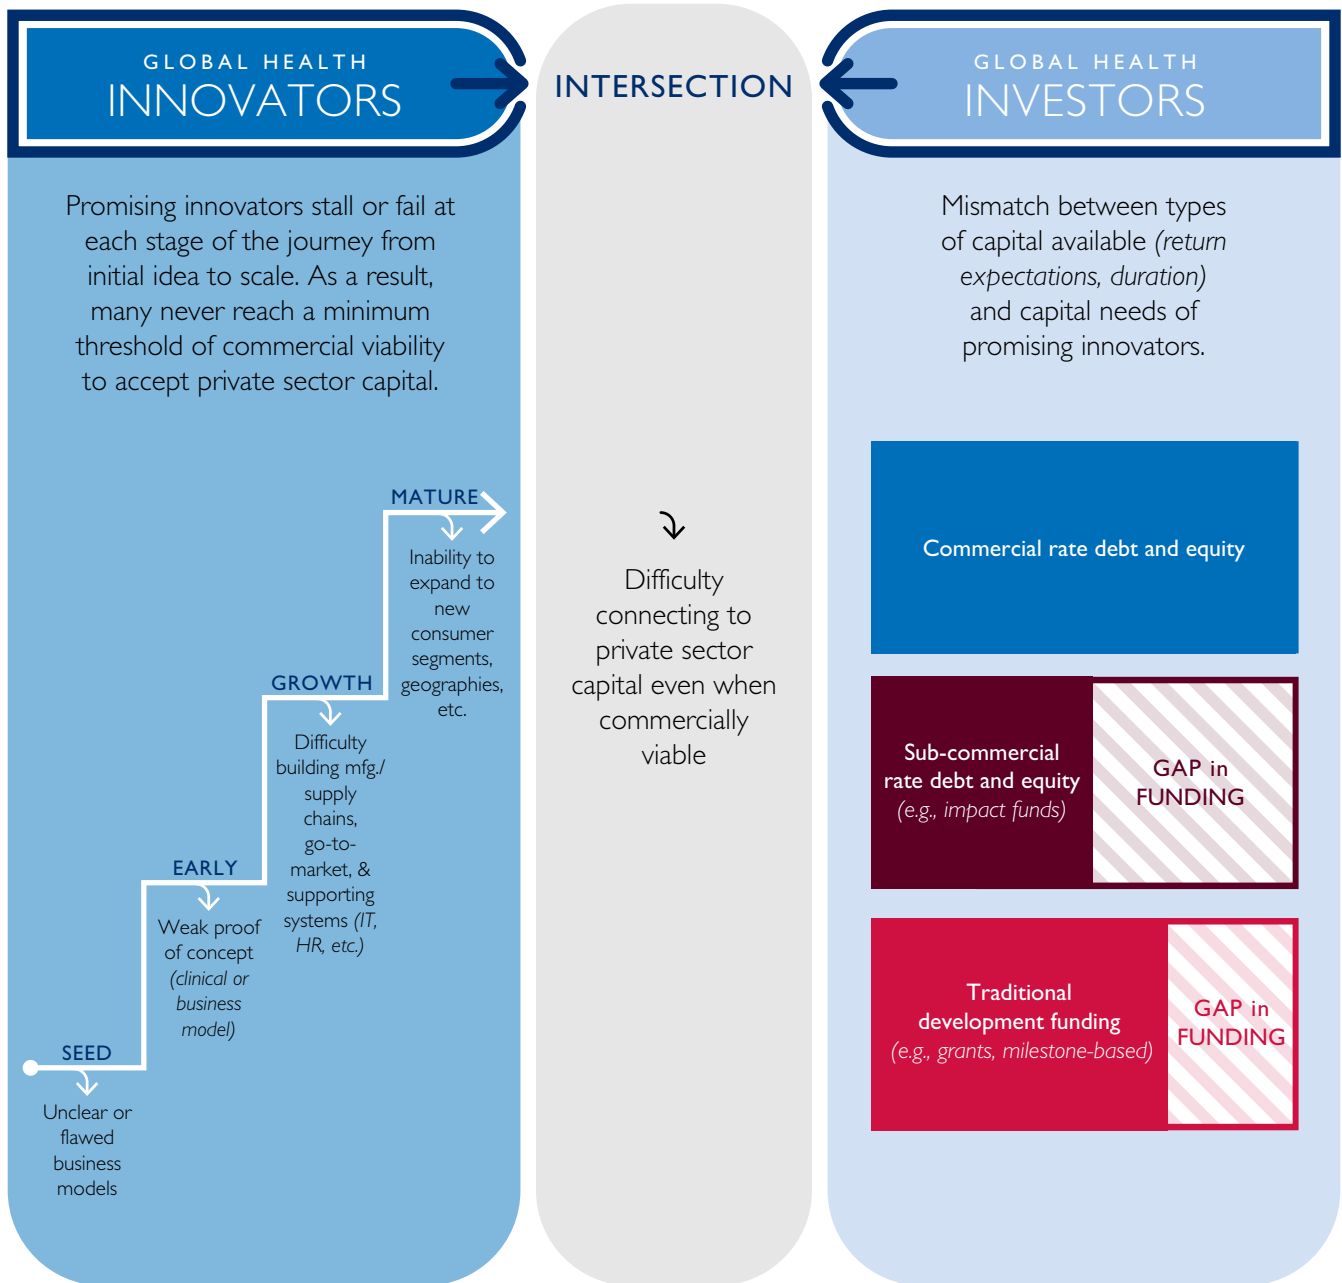 GLOBAL HEALTH
INNOVATORS
Promising innovators stall or fail at
each stage of the journey from
initial idea to scale. As a result,
many never reach a minimum
threshold of commercial viability
to accept private sector capital.
MATURE
Inability to
expand to
new
consumer
segments,
geographies,
etc.
GROWTH
Difficulty
building mfg./
supply
chains,
go-to-
market, &
supporting
systems (IT,
HR, etc.)
EARLY
Weak proof
of concept
(clinical or
business
model)
SEED
Unclear or
flawed
business
models
INTERSECTION
Difficulty
connecting to
private sector
capital even when
commercially
viable
GLOBAL HEALTH
INVESTORS
Mismatch between types
of capital available (return
expectations, duration)
and capital needs of
promising innovators.
Commercial rate debt and equity
Sub-commercial
rate debt and equity
(e.g., impact funds)
GAP in
FUNDING
Traditional
development funding
(e.g., grants, milestone-based)
GAP in
FUNDING